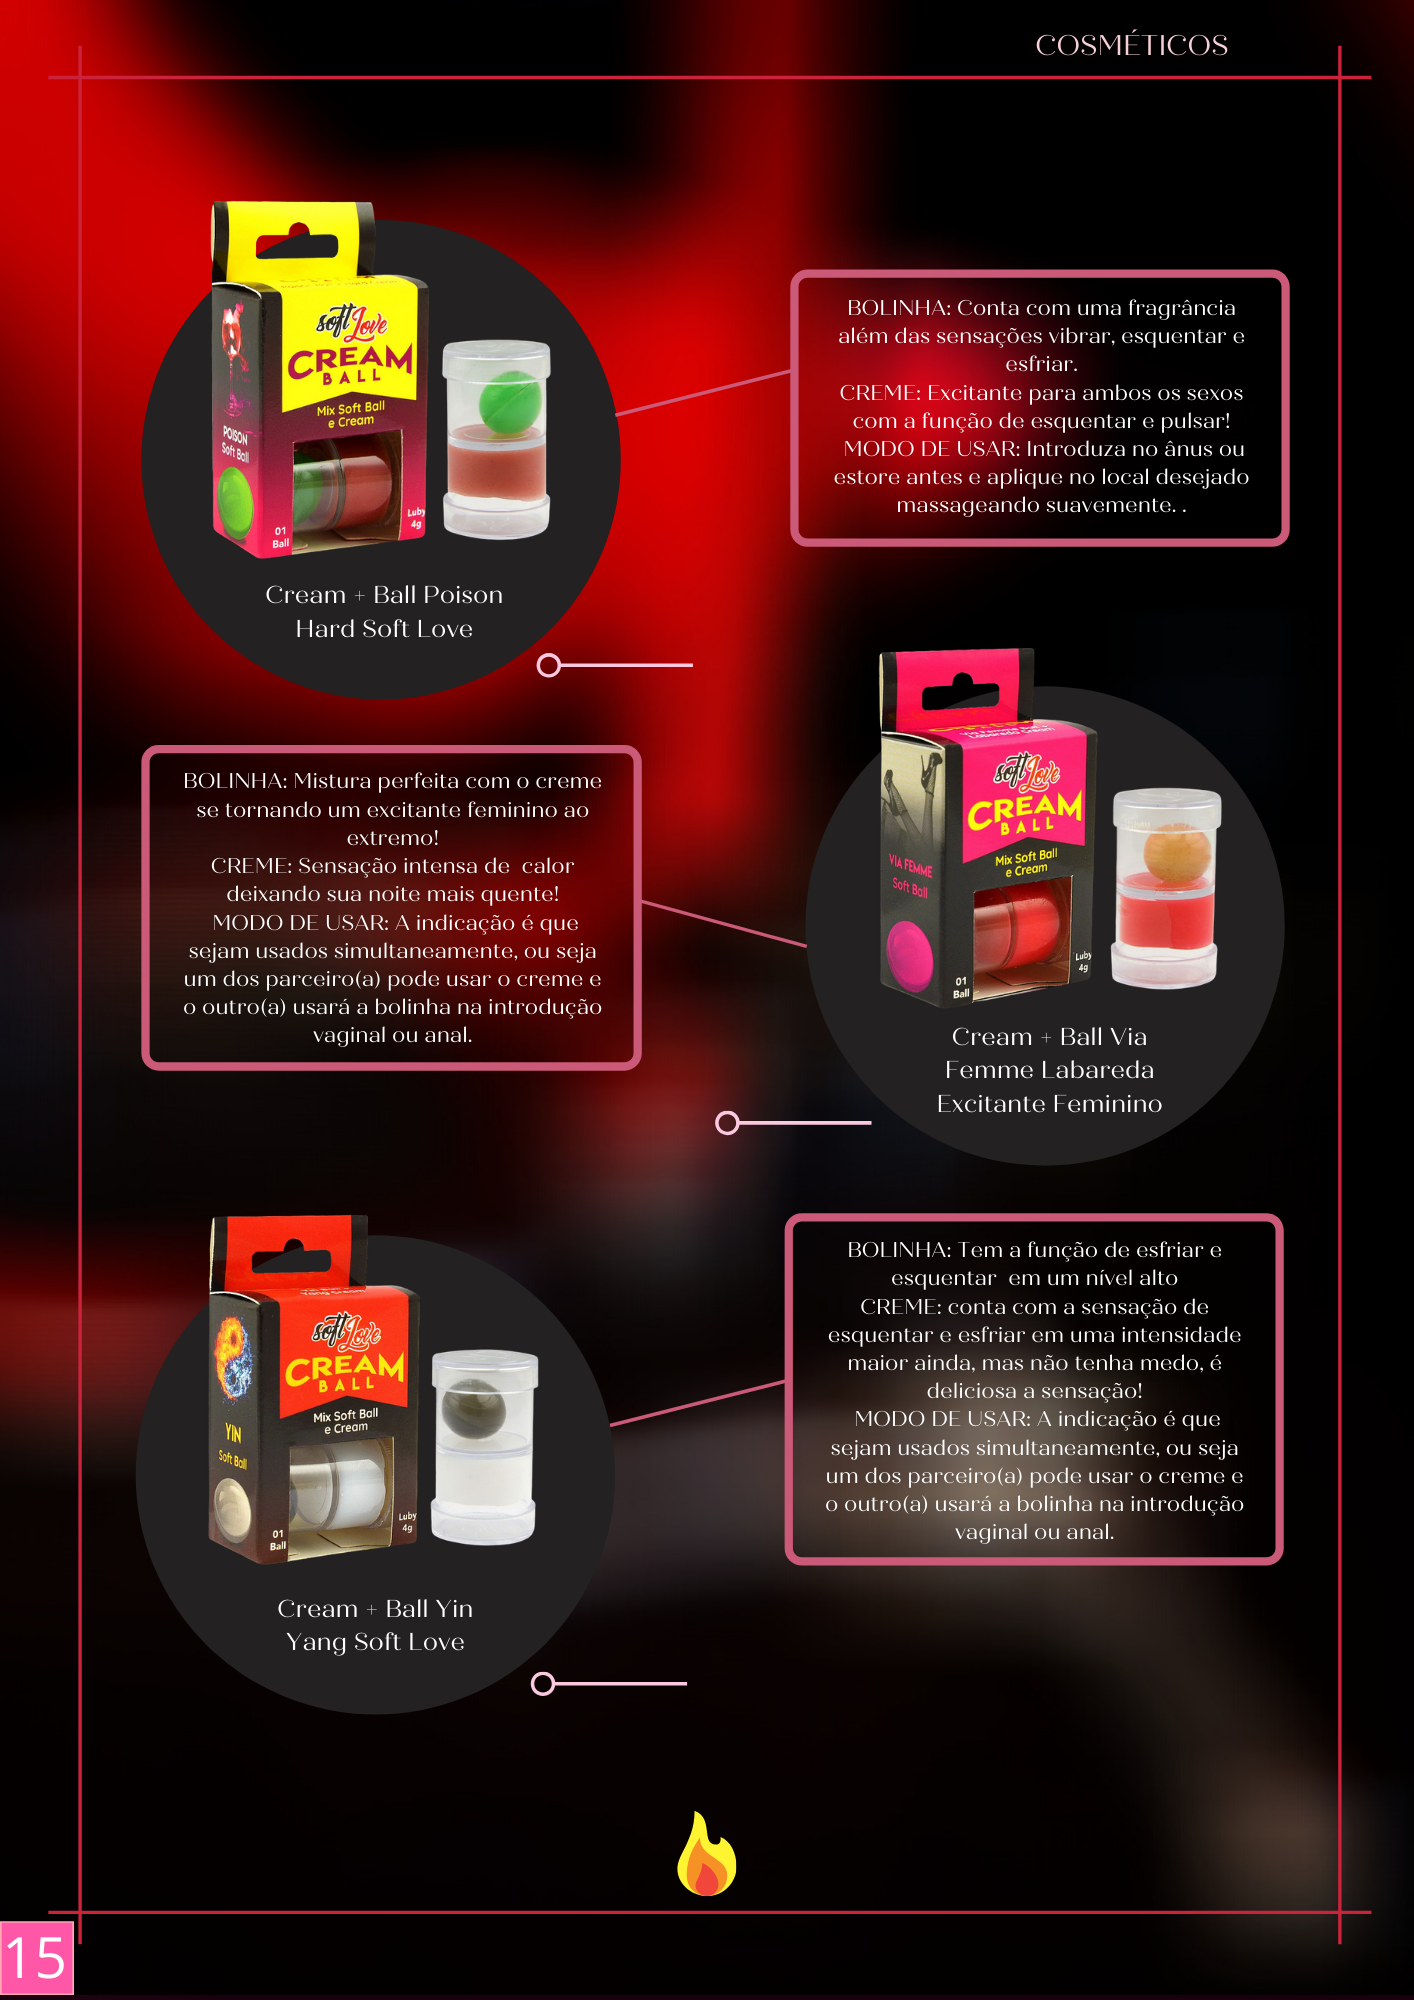 COSMÉTICOS
soft Love
CREAM
BALL
Mix Soft Ball
e Cream
POISON
Soft Ball
01
Ball
Luby
4g
Cream + Ball Poison
Hard Soft Love
BOLINHA: Conta com uma fragrância
além das sensações vibrar, esquentar e
esfriar.
CREME: Excitante para ambos os sexos
com a função de esquentar e pulsar!
MODO DE USAR: Introduza no ânus ou
estore antes e aplique no local desejado
massageando suavemente. .
soft Love
CREAM
BALL
Mix Soft Ball
e Cream
VIA FEMME
Soft Ball
01
Ball
Luby
4g
Cream + Ball Via
Femme Labareda
Excitante Feminino
BOLINHA: Mistura perfeita com o creme
se tornando um excitante feminino ao
extremo!
CREME: Sensação intensa de  calor
deixando sua noite mais quente!
MODO DE USAR: A indicação é que
sejam usados simultaneamente, ou seja
um dos parceiro(a) pode usar o creme e
o outro(a) usará a bolinha na introdução
vaginal ou anal.
soft Love
CREAM
BALL
Mix Soft Ball
e Cream
YIN
Soft Ball
01
Ball
Luby
4g
Cream + Ball Yin
Yang Soft Love
BOLINHA: Tem a função de esfriar e
esquentar  em um nível alto
CREME: conta com a sensação de
esquentar e esfriar em uma intensidade
maior ainda, mas não tenha medo, é
deliciosa a sensação!
MODO DE USAR: A indicação é que
sejam usados simultaneamente, ou seja
um dos parceiro(a) pode usar o creme e
o outro(a) usará a bolinha na introdução
vaginal ou anal.
15